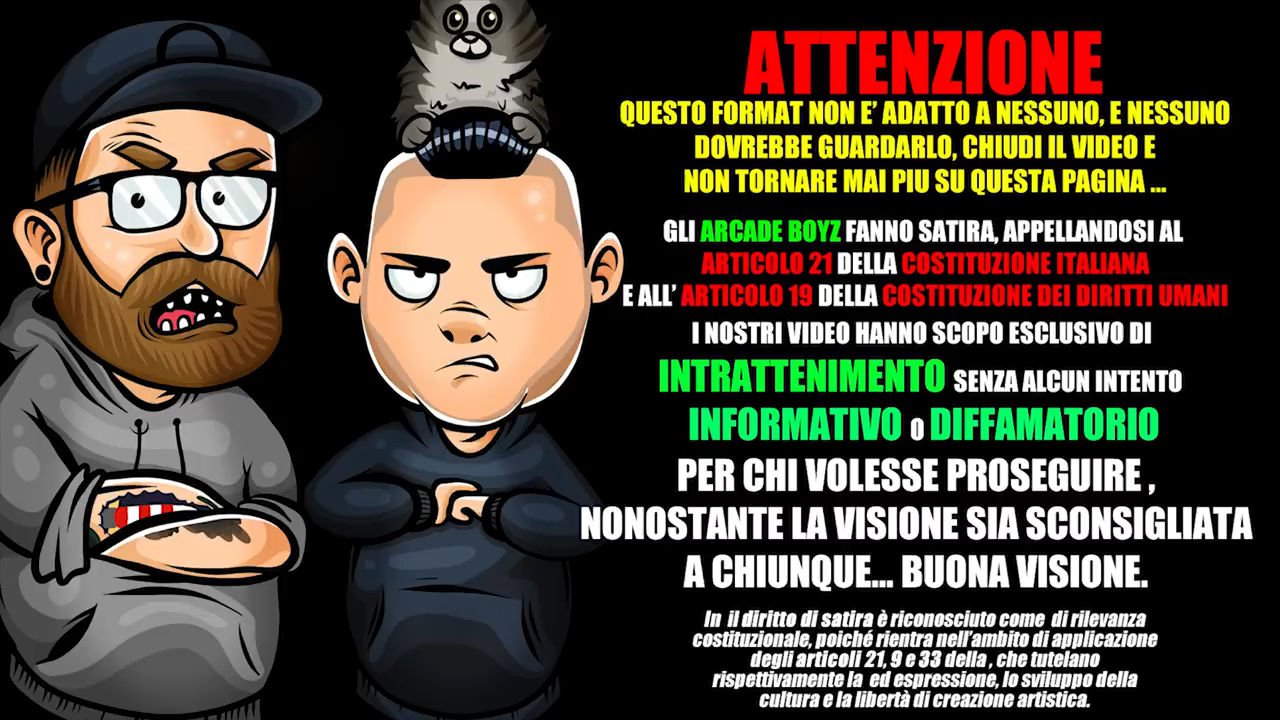 ATTENZIONE
QUESTO FORMAT NON E' ADATTO A NESSUNO, E NESSUNO
DOVREBBE GUARDARLO, CHIUDI IL VIDEO E
NON TORNARE MAI PIU SU QUESTA PAGINA ...
GLI ARCADE BOYZ FANNO SATIRA, APPELLANDOSI AL
ARTICOLO 21 DELLA COSTITUZIONE ITALIANA
E ALL' ARTICOLO 19 DELLA COSTITUZIONE DEI DIRITTI UMANI
I NOSTRI VIDEO HANNO SCOPO ESCLUSIVO DI
INTRATTENIMENTO SENZA ALCUN INTENTO
INFORMATIVO O DIFFAMATORIO
PER CHI VOLESSE PROSEGUIRE ,
NONOSTANTE LA VISIONE SIA SCONSIGLIATA
A CHIUNQUE... BUONA VISIONE.
In il diritto di satira è riconosciuto come di rilevanza
costituzionale, poiché rientra nell'ambito di applicazione
degli articoli 21, 9 e 33 della , che tutelano
rispettivamente la ed espressione, lo sviluppo della
cultura e la libertà di creazione artistica.